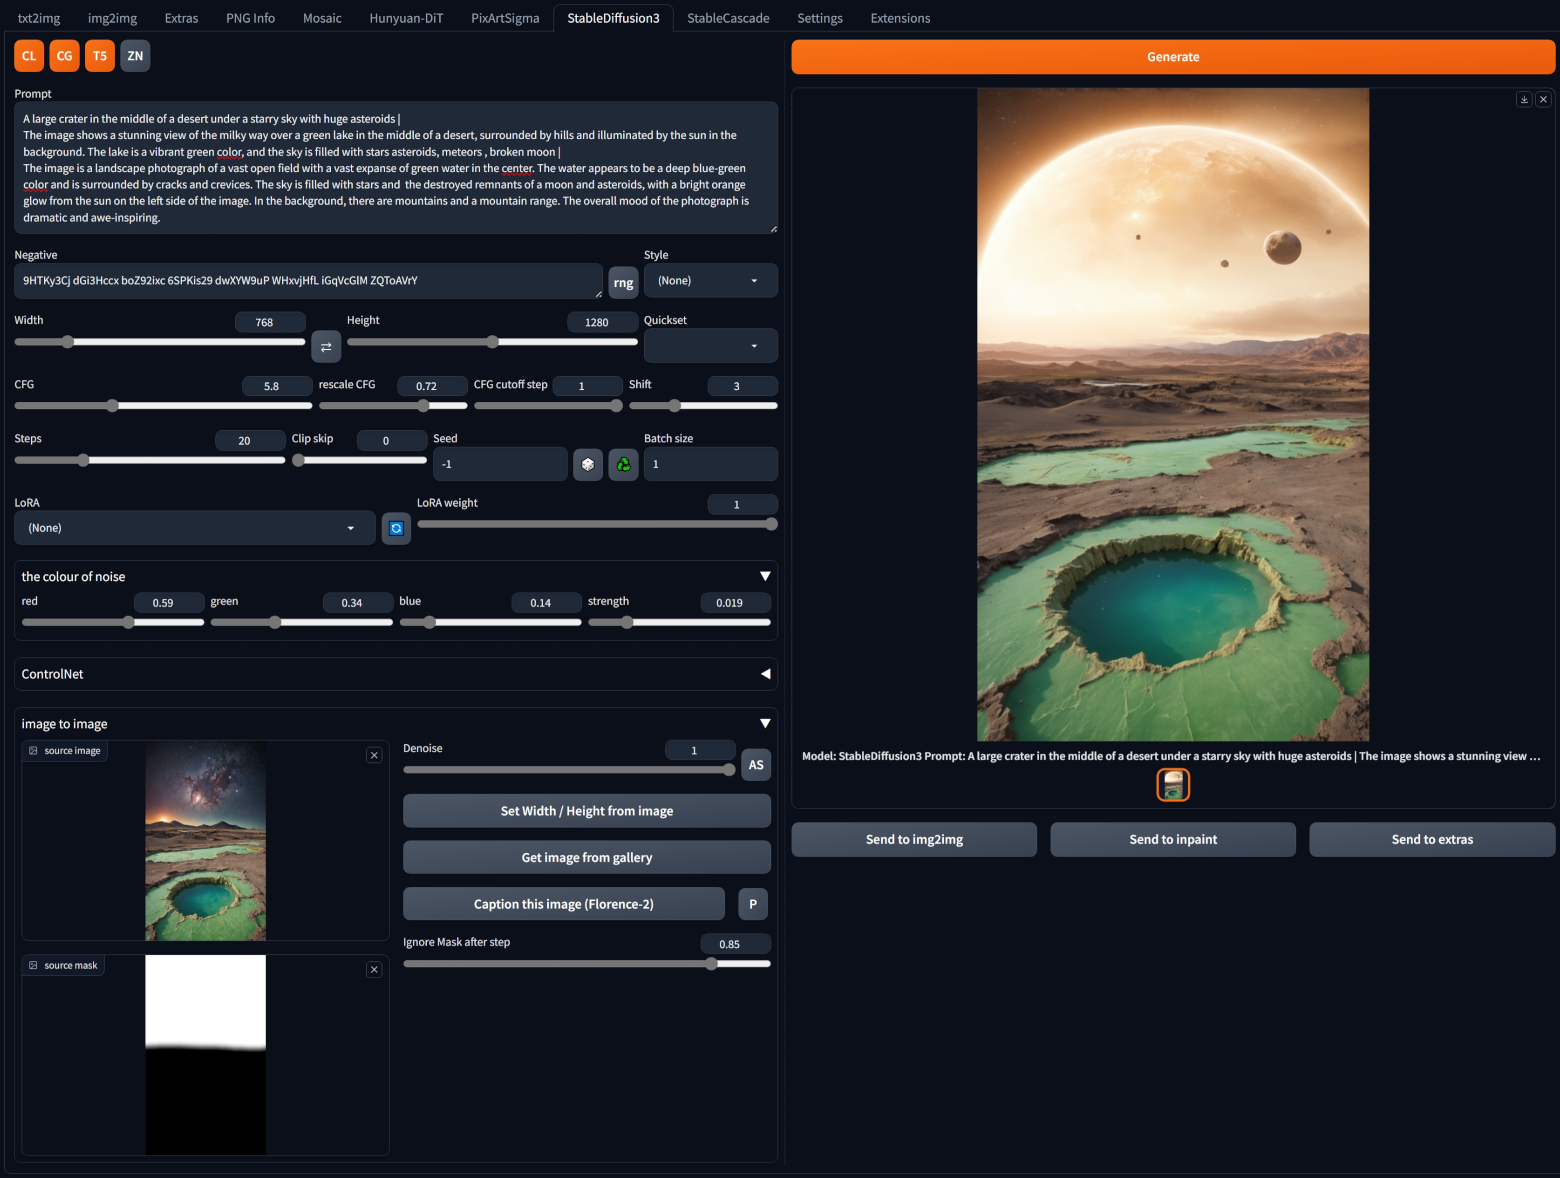 txt2img img2img Extras PNG Info Mosaic Hunyuan-DiT PixArtSigma StableDiffusion3 StableCascade Settings Extensions
CL CG T5 ZN
Generate
Prompt
A large crater in the middle of a desert under a starry sky with huge asteroids |
The image shows a stunning view of the milky way over a green lake in the middle of a desert, surrounded by hills and illuminated by the sun in the
background. The lake is a vibrant green color, and the sky is filled with stars asteroids, meteors , broken moon |
The image is a landscape photograph of a vast open field with a vast expanse of green water in the center. The water appears to be a deep blue-green
color and is surrounded by cracks and crevices. The sky is filled with stars and  the destroyed remnants of a moon and asteroids, with a bright orange
glow from the sun on the left side of the image. In the background, there are mountains and a mountain range. The overall mood of the photograph is
dramatic and awe-inspiring.
Negative
9HTKy3Cj dGi3Hccx boZ92ixc 6SPKis29 dwXYW9uP WHxvjHfL iGqVcGlM ZQToAVrY
rng
Style
(None)
Width 768
Height 1280
Quickset
CFG 5.8
rescale CFG 0.72
CFG cutoff step 1
Shift 3
Steps 20
Clip skip 0
Seed
-1
Batch size
1
LoRA
(None)
LoRA weight 1
the colour of noise
red 0.59 green 0.34 blue 0.14 strength 0.019
ControlNet
image to image
source image
Denoise 1
AS
Set Width / Height from image
Get image from gallery
Caption this image (Florence-2)
P
Ignore Mask after step 0.85
source mask
Model: StableDiffusion3 Prompt: A large crater in the middle of a desert under a starry sky with huge asteroids | The image shows a stunning view ...
Send to img2img
Send to inpaint
Send to extras